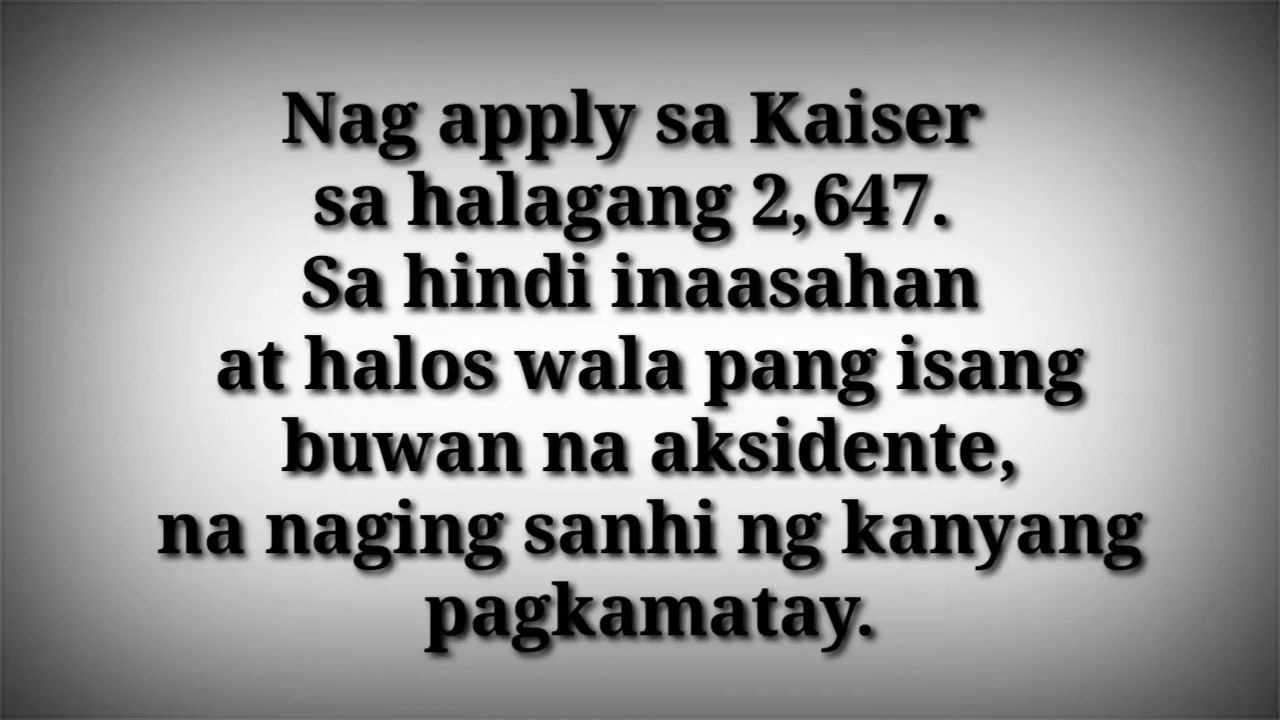 Nag apply sa Kaiser
sa halagang 2,647.
Sa hindi inaasahan
at halos wala pang isang
buwan na aksidente,
na naging sanhi ng kanyang
pagkamatay.